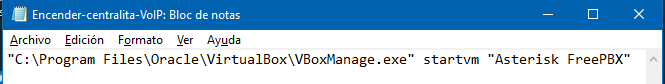 Encender-centralita-VoIP: Bloc de notas
Archivo Edición Formato Ver Ayuda
"C:\Program Files\Oracle\VirtualBox\VBoxManage.exe" startvm "Asterisk FreePBX"